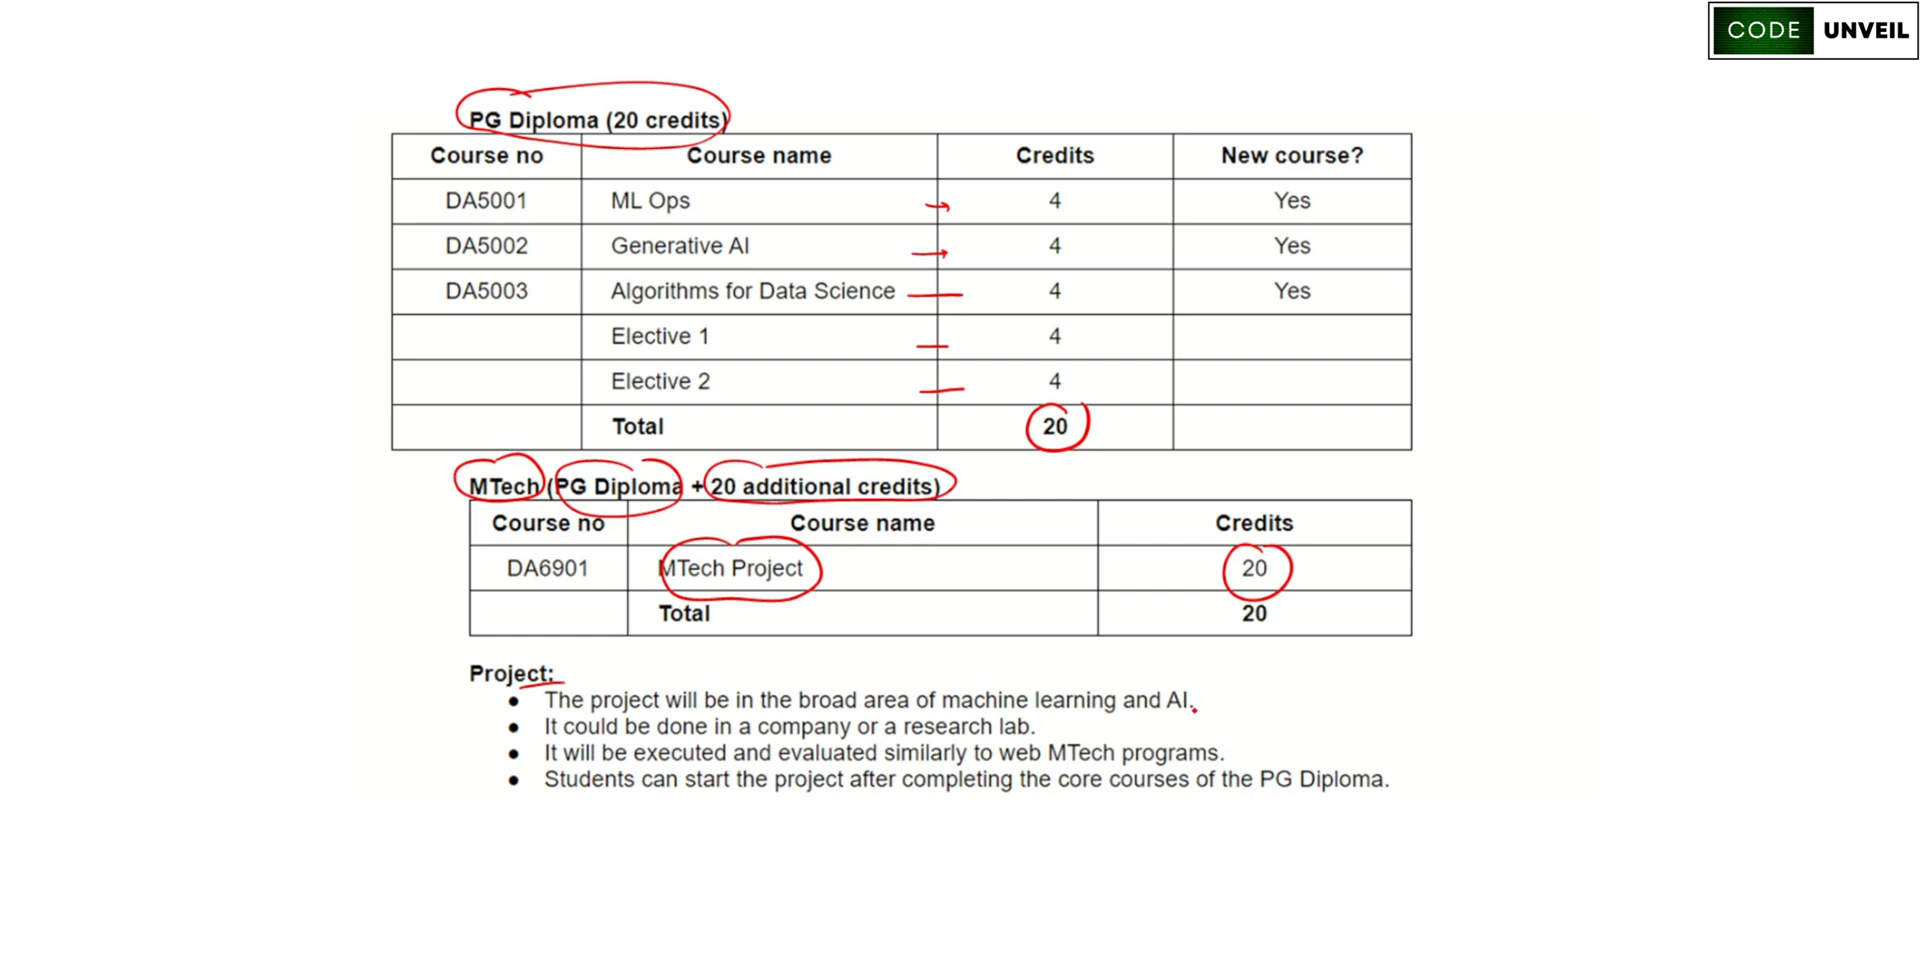 CODE UNVEIL
PG Diploma (20 credits)
Course no Course name Credits New course?
DA5001 ML Ops 4 Yes
DA5002 Generative AI 4 Yes
DA5003 Algorithms for Data Science 4 Yes
Elective 1 4
Elective 2 4
Total 20
MTech (PG Diploma + 20 additional credits)
Course no Course name Credits
DA6901 MTech Project 20
Total 20
Project:
● The project will be in the broad area of machine learning and AI.
● It could be done in a company or a research lab.
● It will be executed and evaluated similarly to web MTech programs.
● Students can start the project after completing the core courses of the PG Diploma.